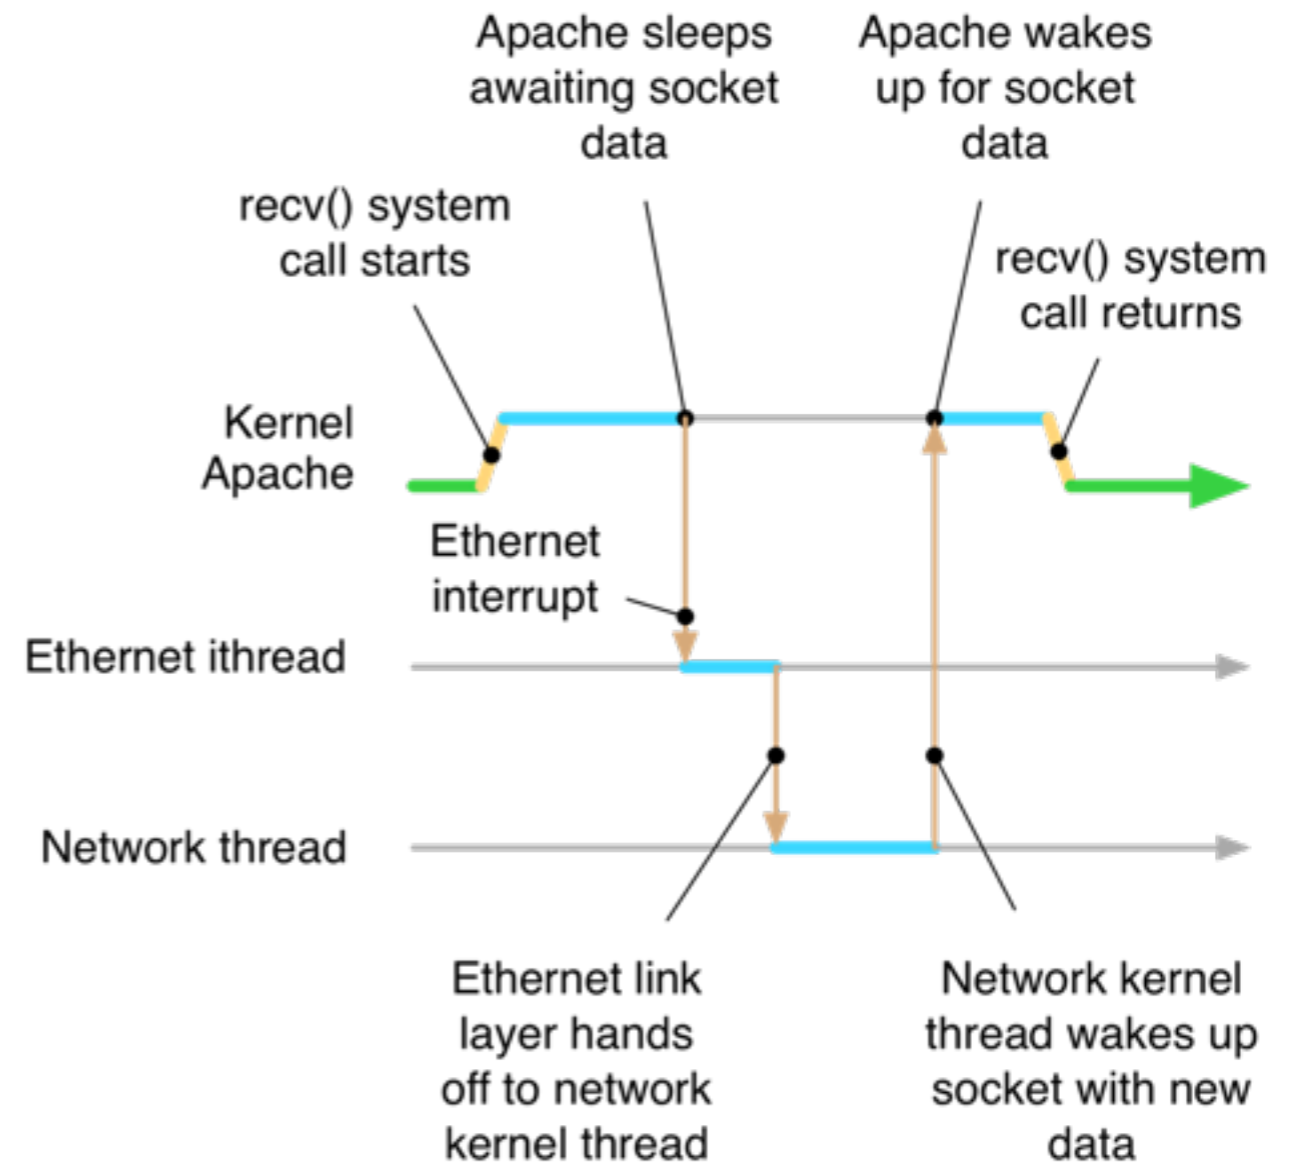 Apache sleeps
awaiting socket
data
Apache wakes
up for socket
data
recv() system
call starts
recv() system
call returns
Kernel
Apache
Ethernet
interrupt
Ethernet ithread
Network thread
Ethernet link
layer hands
off to network
kernel thread
Network kernel
thread wakes up
socket with new
data